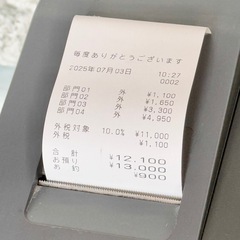 毎度ありがとうございます
2025年07月03日 10:27
0002
部門01 外 ¥1,100
部門02 外 ¥1,650
部門03 外 ¥3,300
部門04 外 ¥4,950
外税対象 10.0% ¥11,000
外税 ¥1,100
合計 ¥12,100
お預り ¥13,000
お釣 ¥900